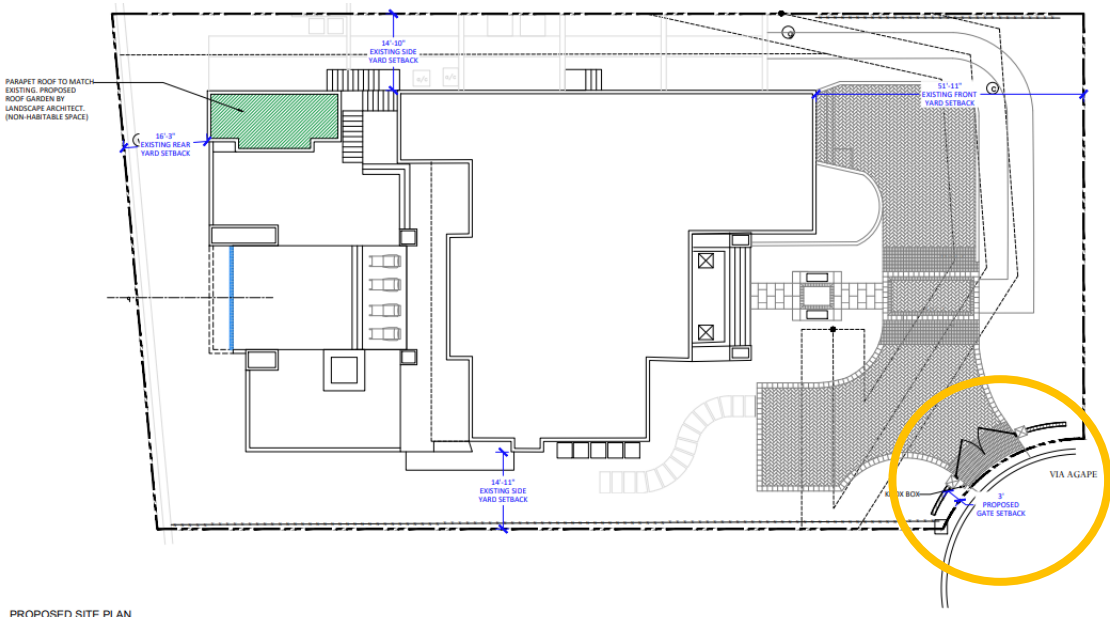 14'-10"
EXISTING SIDE
YARD SETBACK
PARAPET ROOF TO MATCH
EXISTING. PROPOSED
ROOF GARDEN BY
LANDSCAPE ARCHITECT.
(NON-HABITABLE SPACE)
51'-11"
EXISTING FRONT
YARD SETBACK
16'-3"
EXISTING REAR
YARD SETBACK
VIA AGAPE
14'-11"
EXISTING SIDE
YARD SETBACK
KNOX BOX
3'
PROPOSED
GATE SETBACK
PROPOSED SITE PLAN